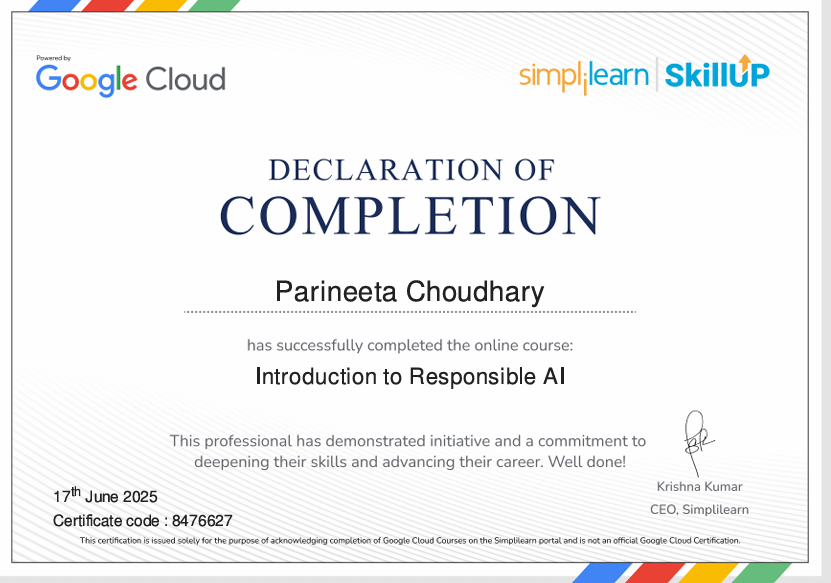 Powered by
Google Cloud
simplilearn | SkillUP
DECLARATION OF
COMPLETION
Parineeta Choudhary
has successfully completed the online course:
Introduction to Responsible AI
This professional has demonstrated initiative and a commitment to
deepening their skills and advancing their career. Well done!
Krishna Kumar
CEO, Simplilearn
17th June 2025
Certificate code : 8476627
This certification is issued solely for the purpose of acknowledging completion of Google Cloud Courses on the Simplilearn portal and is not an official Google Cloud Certification.